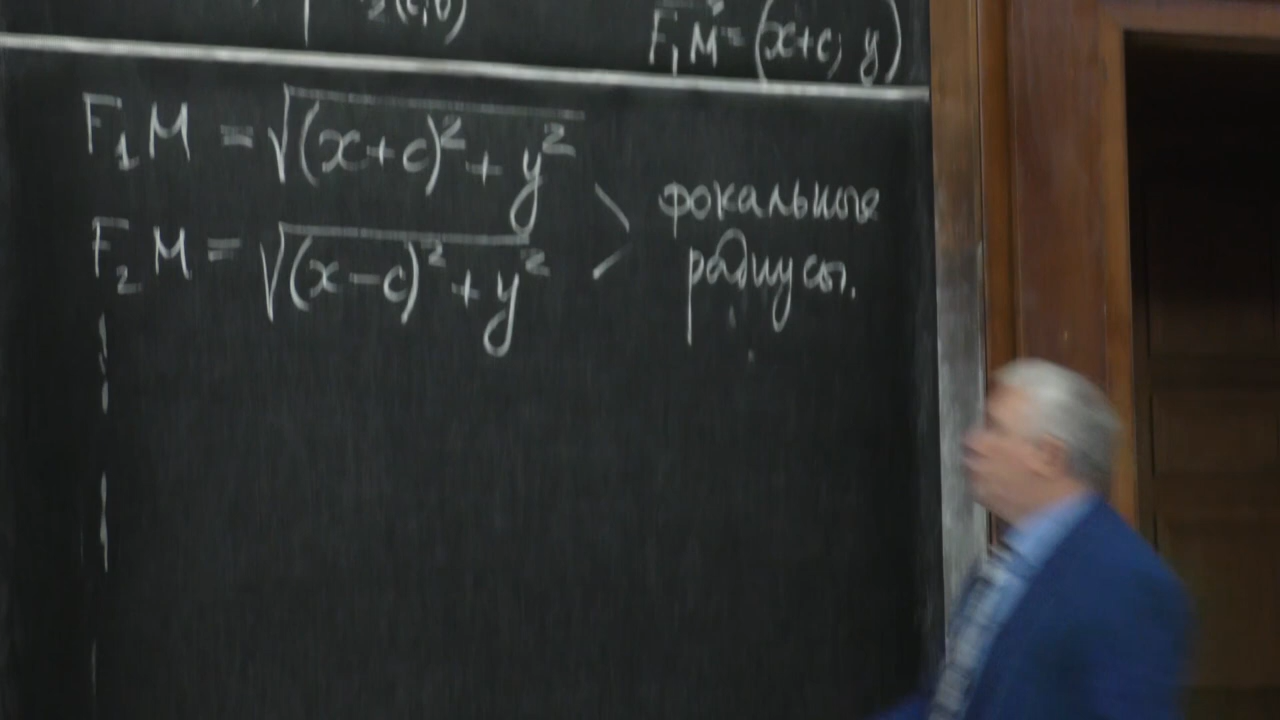 F₁M = (x+c; y)
F₁M = √(x+c)² + y²
F₂M = √(x−c)² + y²
фокальные
радиусы.